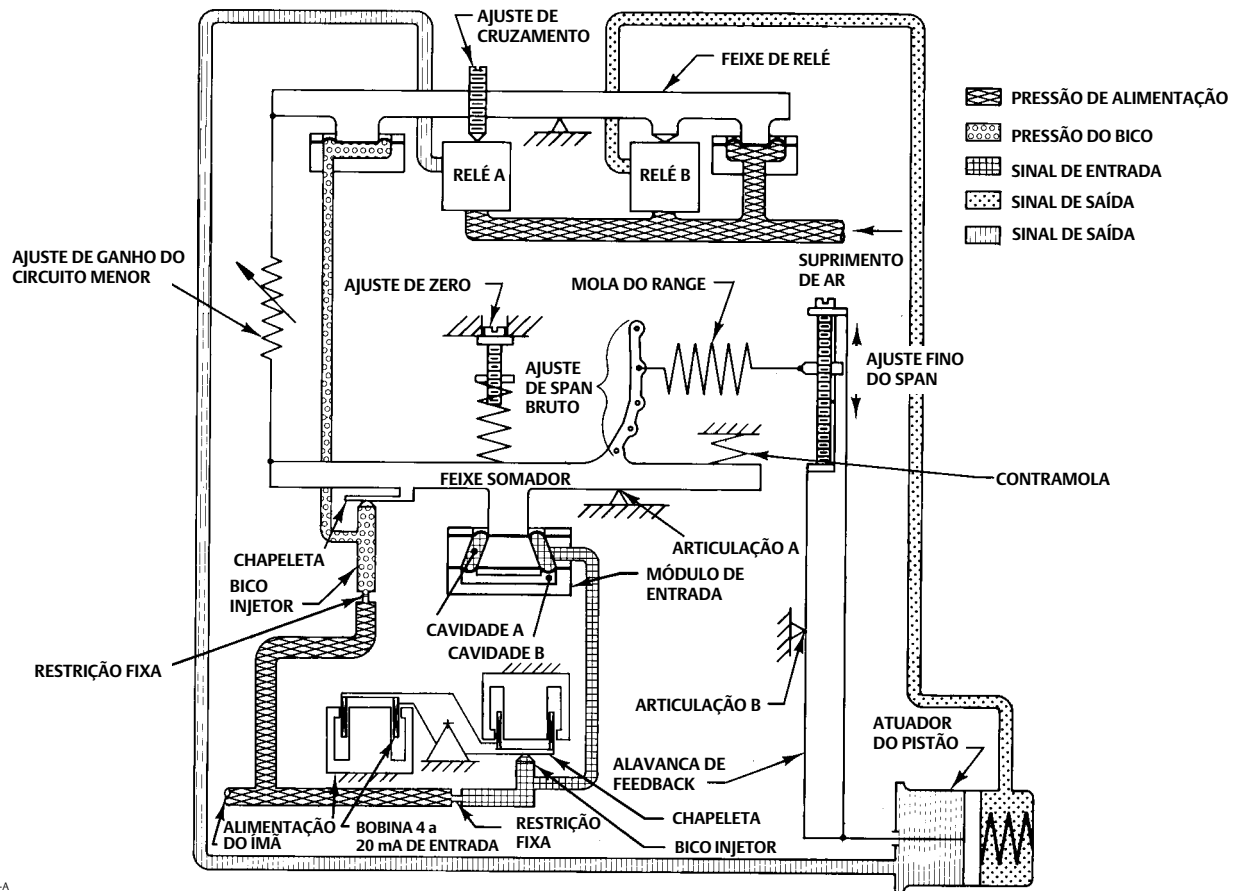 AJUSTE DE
CRUZAMENTO
FEIXE DE RELÉ
PRESSÃO DE ALIMENTAÇÃO
PRESSÃO DO BICO
SINAL DE ENTRADA
SINAL DE SAÍDA
SINAL DE SAÍDA
RELÉ A
RELÉ B
AJUSTE DE GANHO DO
CIRCUITO MENOR
SUPRIMENTO
DE AR
AJUSTE DE ZERO
MOLA DO RANGE
AJUSTE
DE SPAN
BRUTO
AJUSTE FINO
DO SPAN
FEIXE SOMADOR
CONTRAMOLA
CHAPELETA
BICO
INJETOR
ARTICULAÇÃO A
MÓDULO DE
ENTRADA
CAVIDADE A
CAVIDADE B
RESTRIÇÃO FIXA
ARTICULAÇÃO B
ATUADOR
DO PISTÃO
ALAVANCA DE
FEEDBACK
ALIMENTAÇÃO
DO ÍMÃ
BOBINA 4 a
20 mA DE ENTRADA
RESTRIÇÃO
FIXA
CHAPELETA
BICO INJETOR